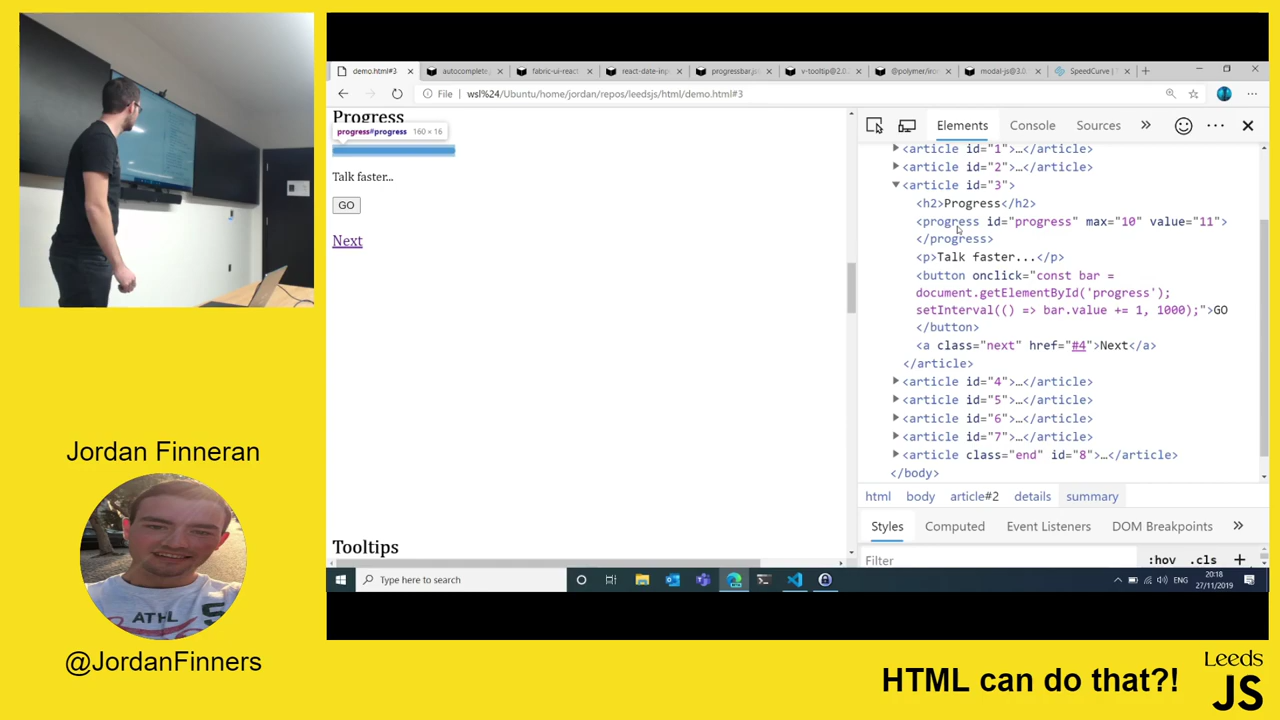 demo.html#3
autocomplete.
fabric-ui-react
react-date-inp
progressbar.js
v-tooltip@2.0.
@polymer/iro
modal-js@3.0.
SpeedCurve
File
wsl%24/Ubuntu/home/jordan/repos/leedsjs/html/demo.html#3
Progress
progress#progress 160 × 16
Talk faster...
GO
Next
Tooltips
Elements Console Sources
<article id="1">…</article>
<article id="2">…</article>
<article id="3">
<h2>Progress</h2>
<progress id="progress" max="10" value="11">
</progress>
<p>Talk faster...</p>
<button onclick="const bar =
document.getElementById('progress');
setInterval(() => bar.value += 1, 1000);">GO
</button>
<a class="next" href="#4">Next</a>
</article>
<article id="4">…</article>
<article id="5">…</article>
<article id="6">…</article>
<article id="7">…</article>
<article class="end" id="8">…</article>
</body>
html body article#2 details summary
Styles Computed Event Listeners DOM Breakpoints
Filter :hov .cls
Type here to search
ENG
20:18
27/11/2019
Jordan Finneran
ATHL
@JordanFinners
HTML can do that?!
Leeds
JS